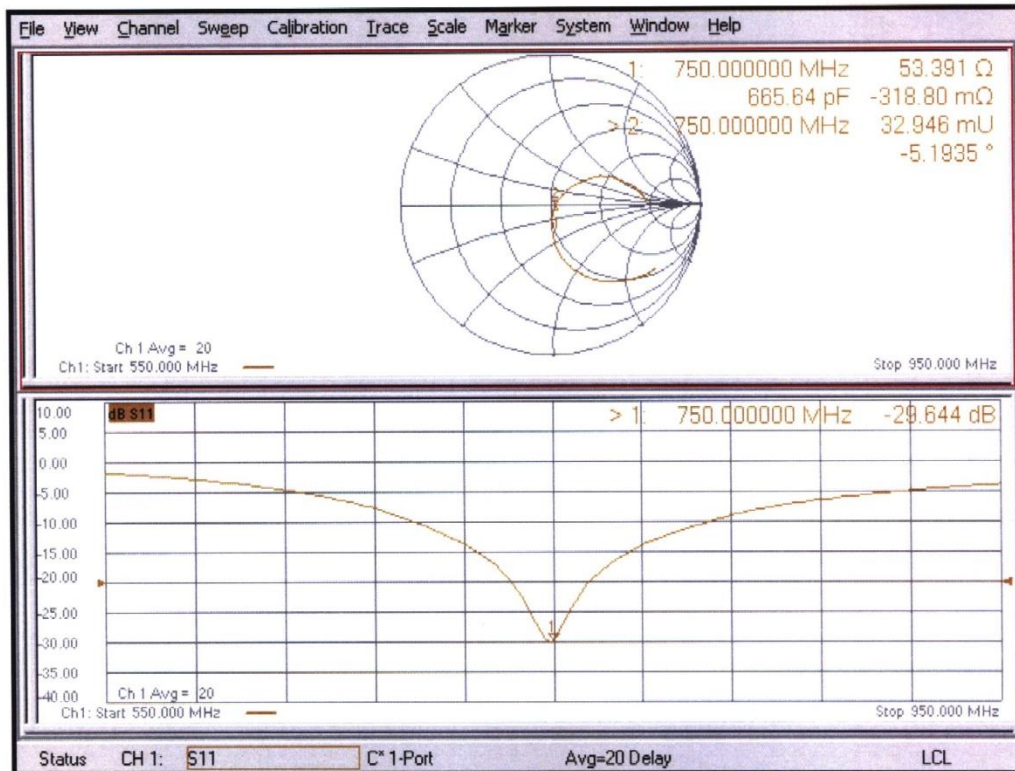 File View Channel Sweep Calibration Trace Scale Marker System Window Help
1: 750.000000 MHz 53.391 Ω
665.64 pF -318.80 mΩ
> 2: 750.000000 MHz 32.946 mU
-5.1935 °
Ch 1 Avg = 20
Ch1: Start 550.000 MHz
Stop 950.000 MHz
10.00
dB S11
> 1: 750.000000 MHz -29.644 dB
5.00
0.00
-5.00
-10.00
-15.00
-20.00
-25.00
1
-30.00
-35.00
-40.00
Ch 1 Avg = 20
Ch1: Start 550.000 MHz
Stop 950.000 MHz
Status CH 1: S11 C* 1-Port Avg=20 Delay LCL